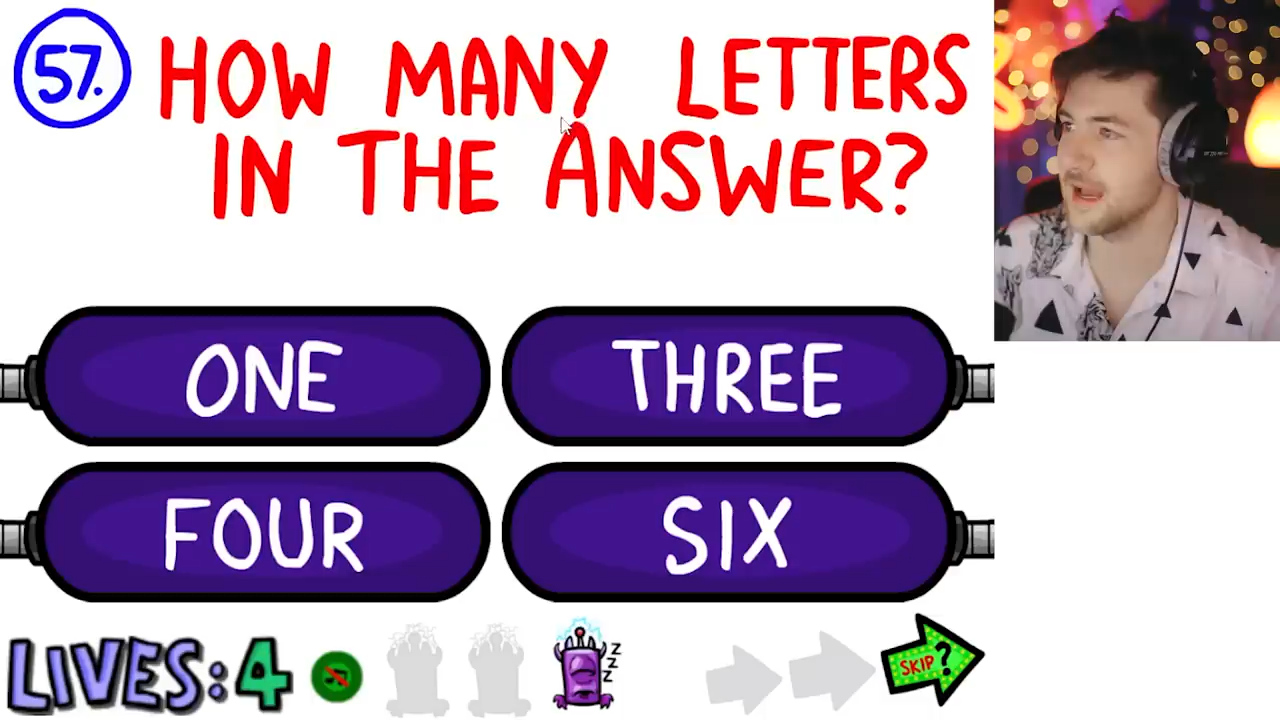 57.
HOW MANY LETTERS
IN THE ANSWER?
ONE
THREE
FOUR
SIX
LIVES:4
Z
Z
Z
SKIP?